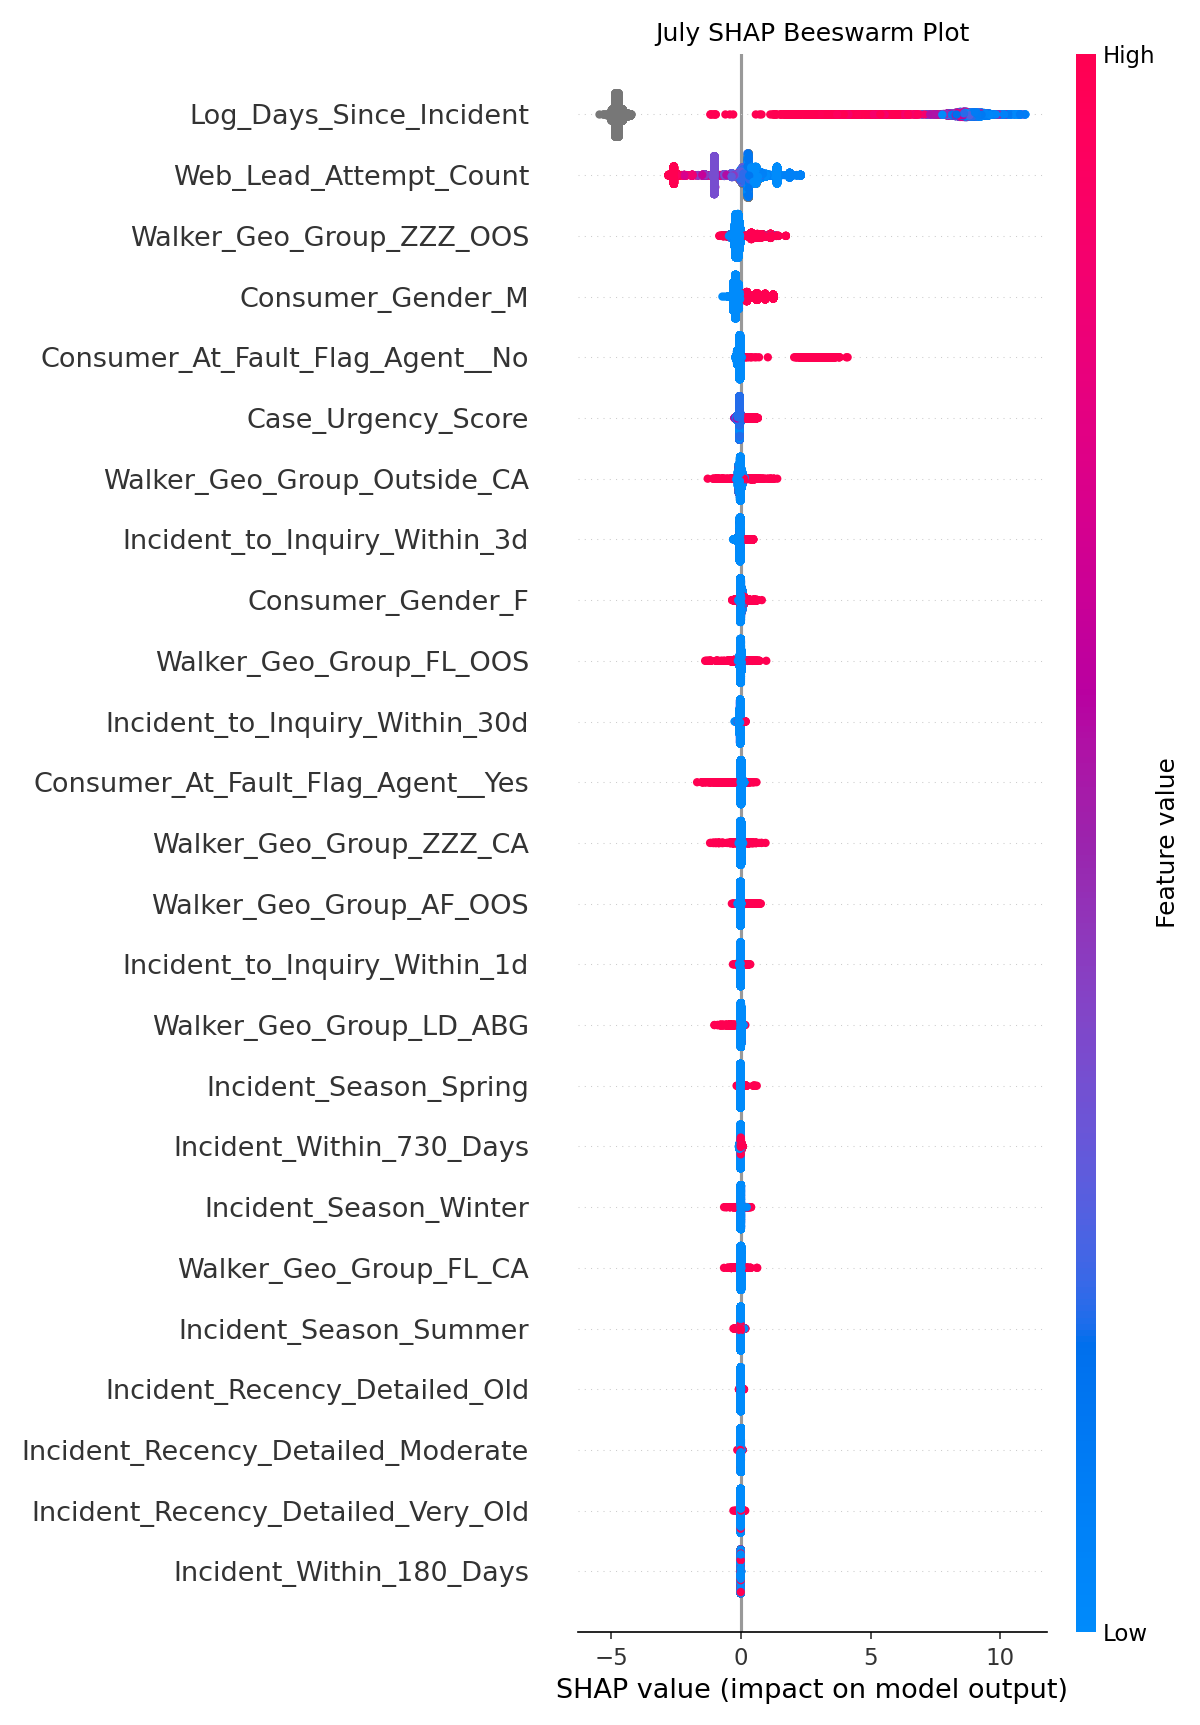 July SHAP Beeswarm Plot
High
Log_Days_Since_Incident
Web_Lead_Attempt_Count
Walker_Geo_Group_ZZZ_OOS
Consumer_Gender_M
Consumer_At_Fault_Flag_Agent__No
Case_Urgency_Score
Walker_Geo_Group_Outside_CA
Incident_to_Inquiry_Within_3d
Consumer_Gender_F
Walker_Geo_Group_FL_OOS
Incident_to_Inquiry_Within_30d
Consumer_At_Fault_Flag_Agent__Yes
Walker_Geo_Group_ZZZ_CA
Walker_Geo_Group_AF_OOS
Incident_to_Inquiry_Within_1d
Walker_Geo_Group_LD_ABG
Incident_Season_Spring
Incident_Within_730_Days
Incident_Season_Winter
Walker_Geo_Group_FL_CA
Incident_Season_Summer
Incident_Recency_Detailed_Old
Incident_Recency_Detailed_Moderate
Incident_Recency_Detailed_Very_Old
Incident_Within_180_Days
Feature value
Low
−5 0 5 10
SHAP value (impact on model output)